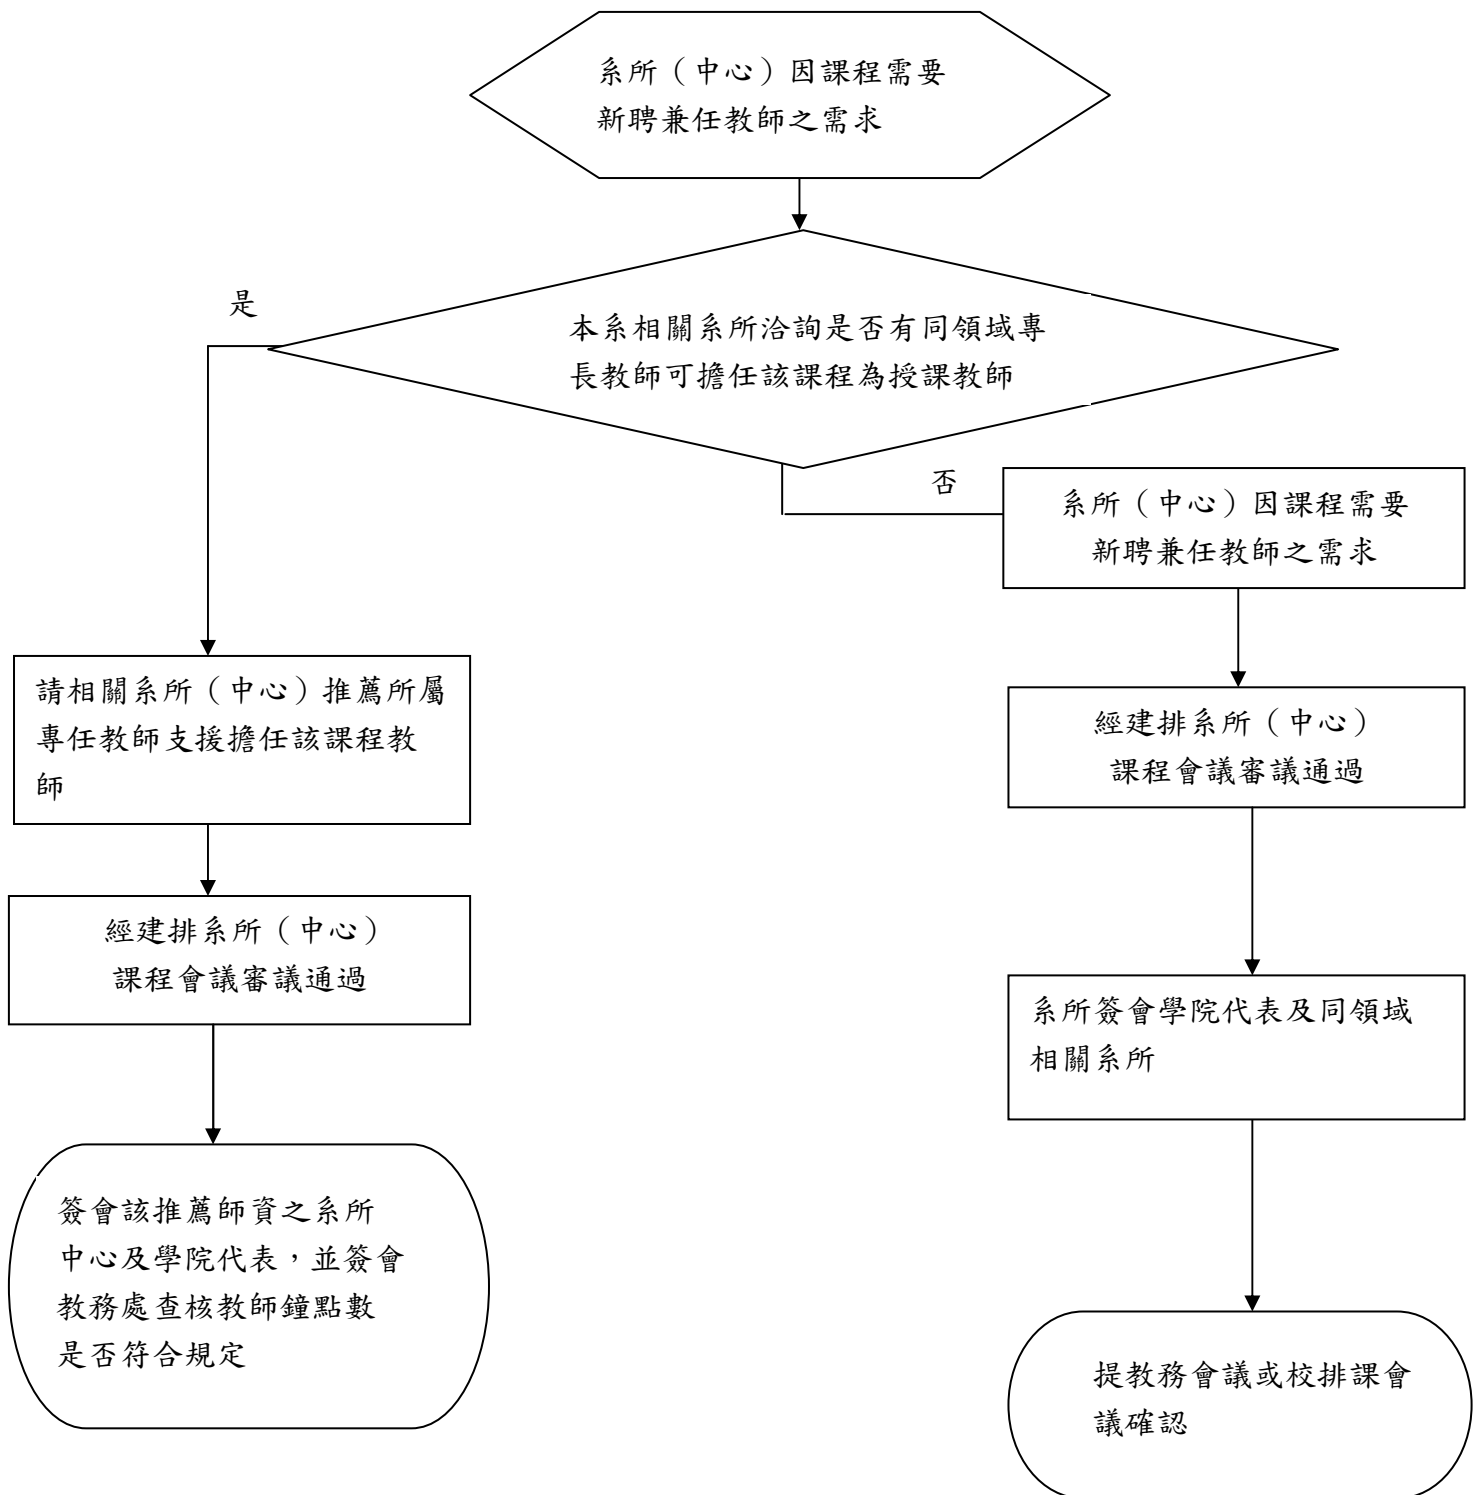 系所（中心）因課程需要
新聘兼任教師之需求
是
本系相關系所洽詢是否有同領域專
長教師可擔任該課程為授課教師
否
系所（中心）因課程需要
新聘兼任教師之需求
請相關系所（中心）推薦所屬
專任教師支援擔任該課程教
師
經建排系所（中心）
課程會議審議通過
經建排系所（中心）
課程會議審議通過
系所簽會學院代表及同領域
相關系所
簽會該推薦師資之系所
中心及學院代表，並簽會
教務處查核教師鐘點數
是否符合規定
提教務會議或校排課會
議確認